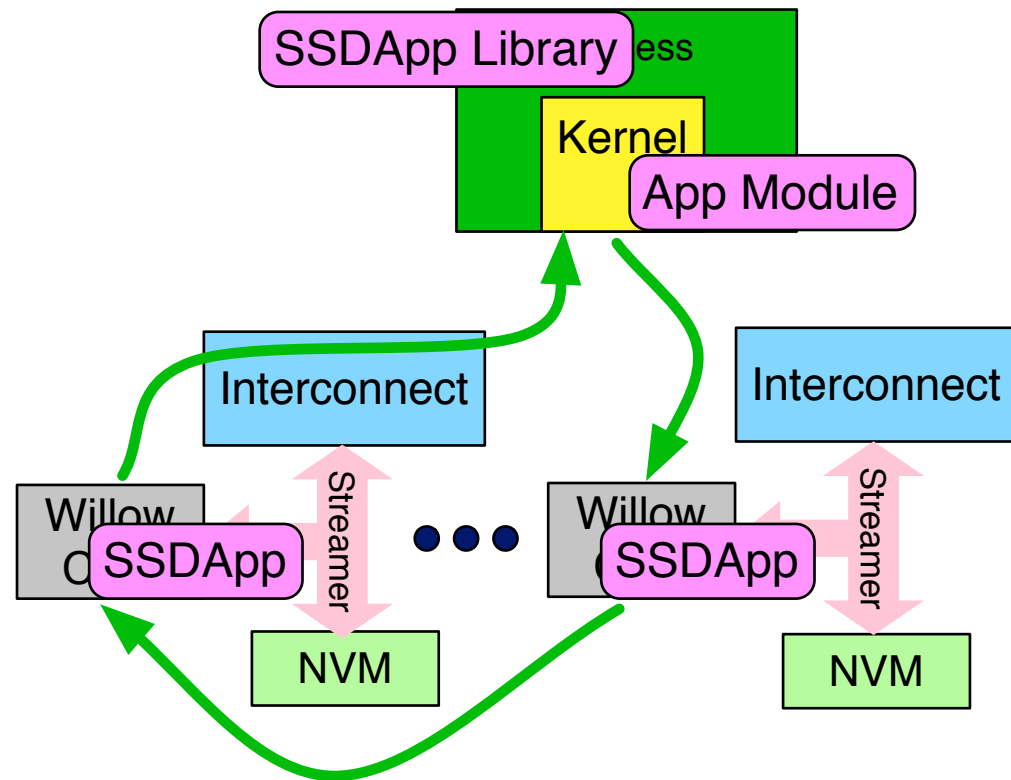 SSDApp Library
ess
Kernel
App Module
Interconnect
Interconnect
Willow
SSDApp
Streamer
Willow
SSDApp
Streamer
NVM
NVM